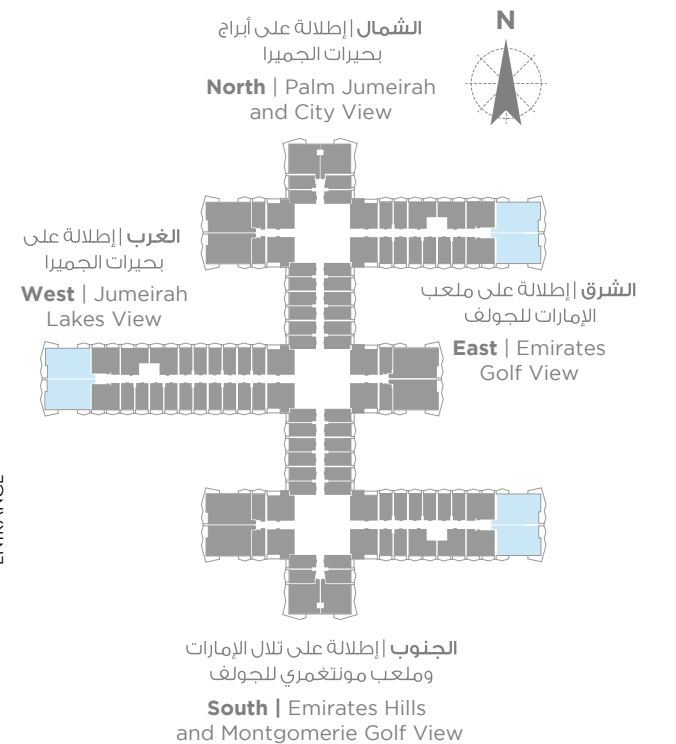 الشمال | إطلالة على أبراج
بحيرات الجميرا
North | Palm Jumeirah
and City View
N
الغرب | إطلالة على
بحيرات الجميرا
West | Jumeirah
Lakes View
الشرق | إطلالة على ملعب
الإمارات للجولف
East | Emirates
Golf View
ENTRANCE
الجنوب | إطلالة على تلال الإمارات
وملعب مونتغمري للجولف
South | Emirates Hills
and Montgomerie Golf View